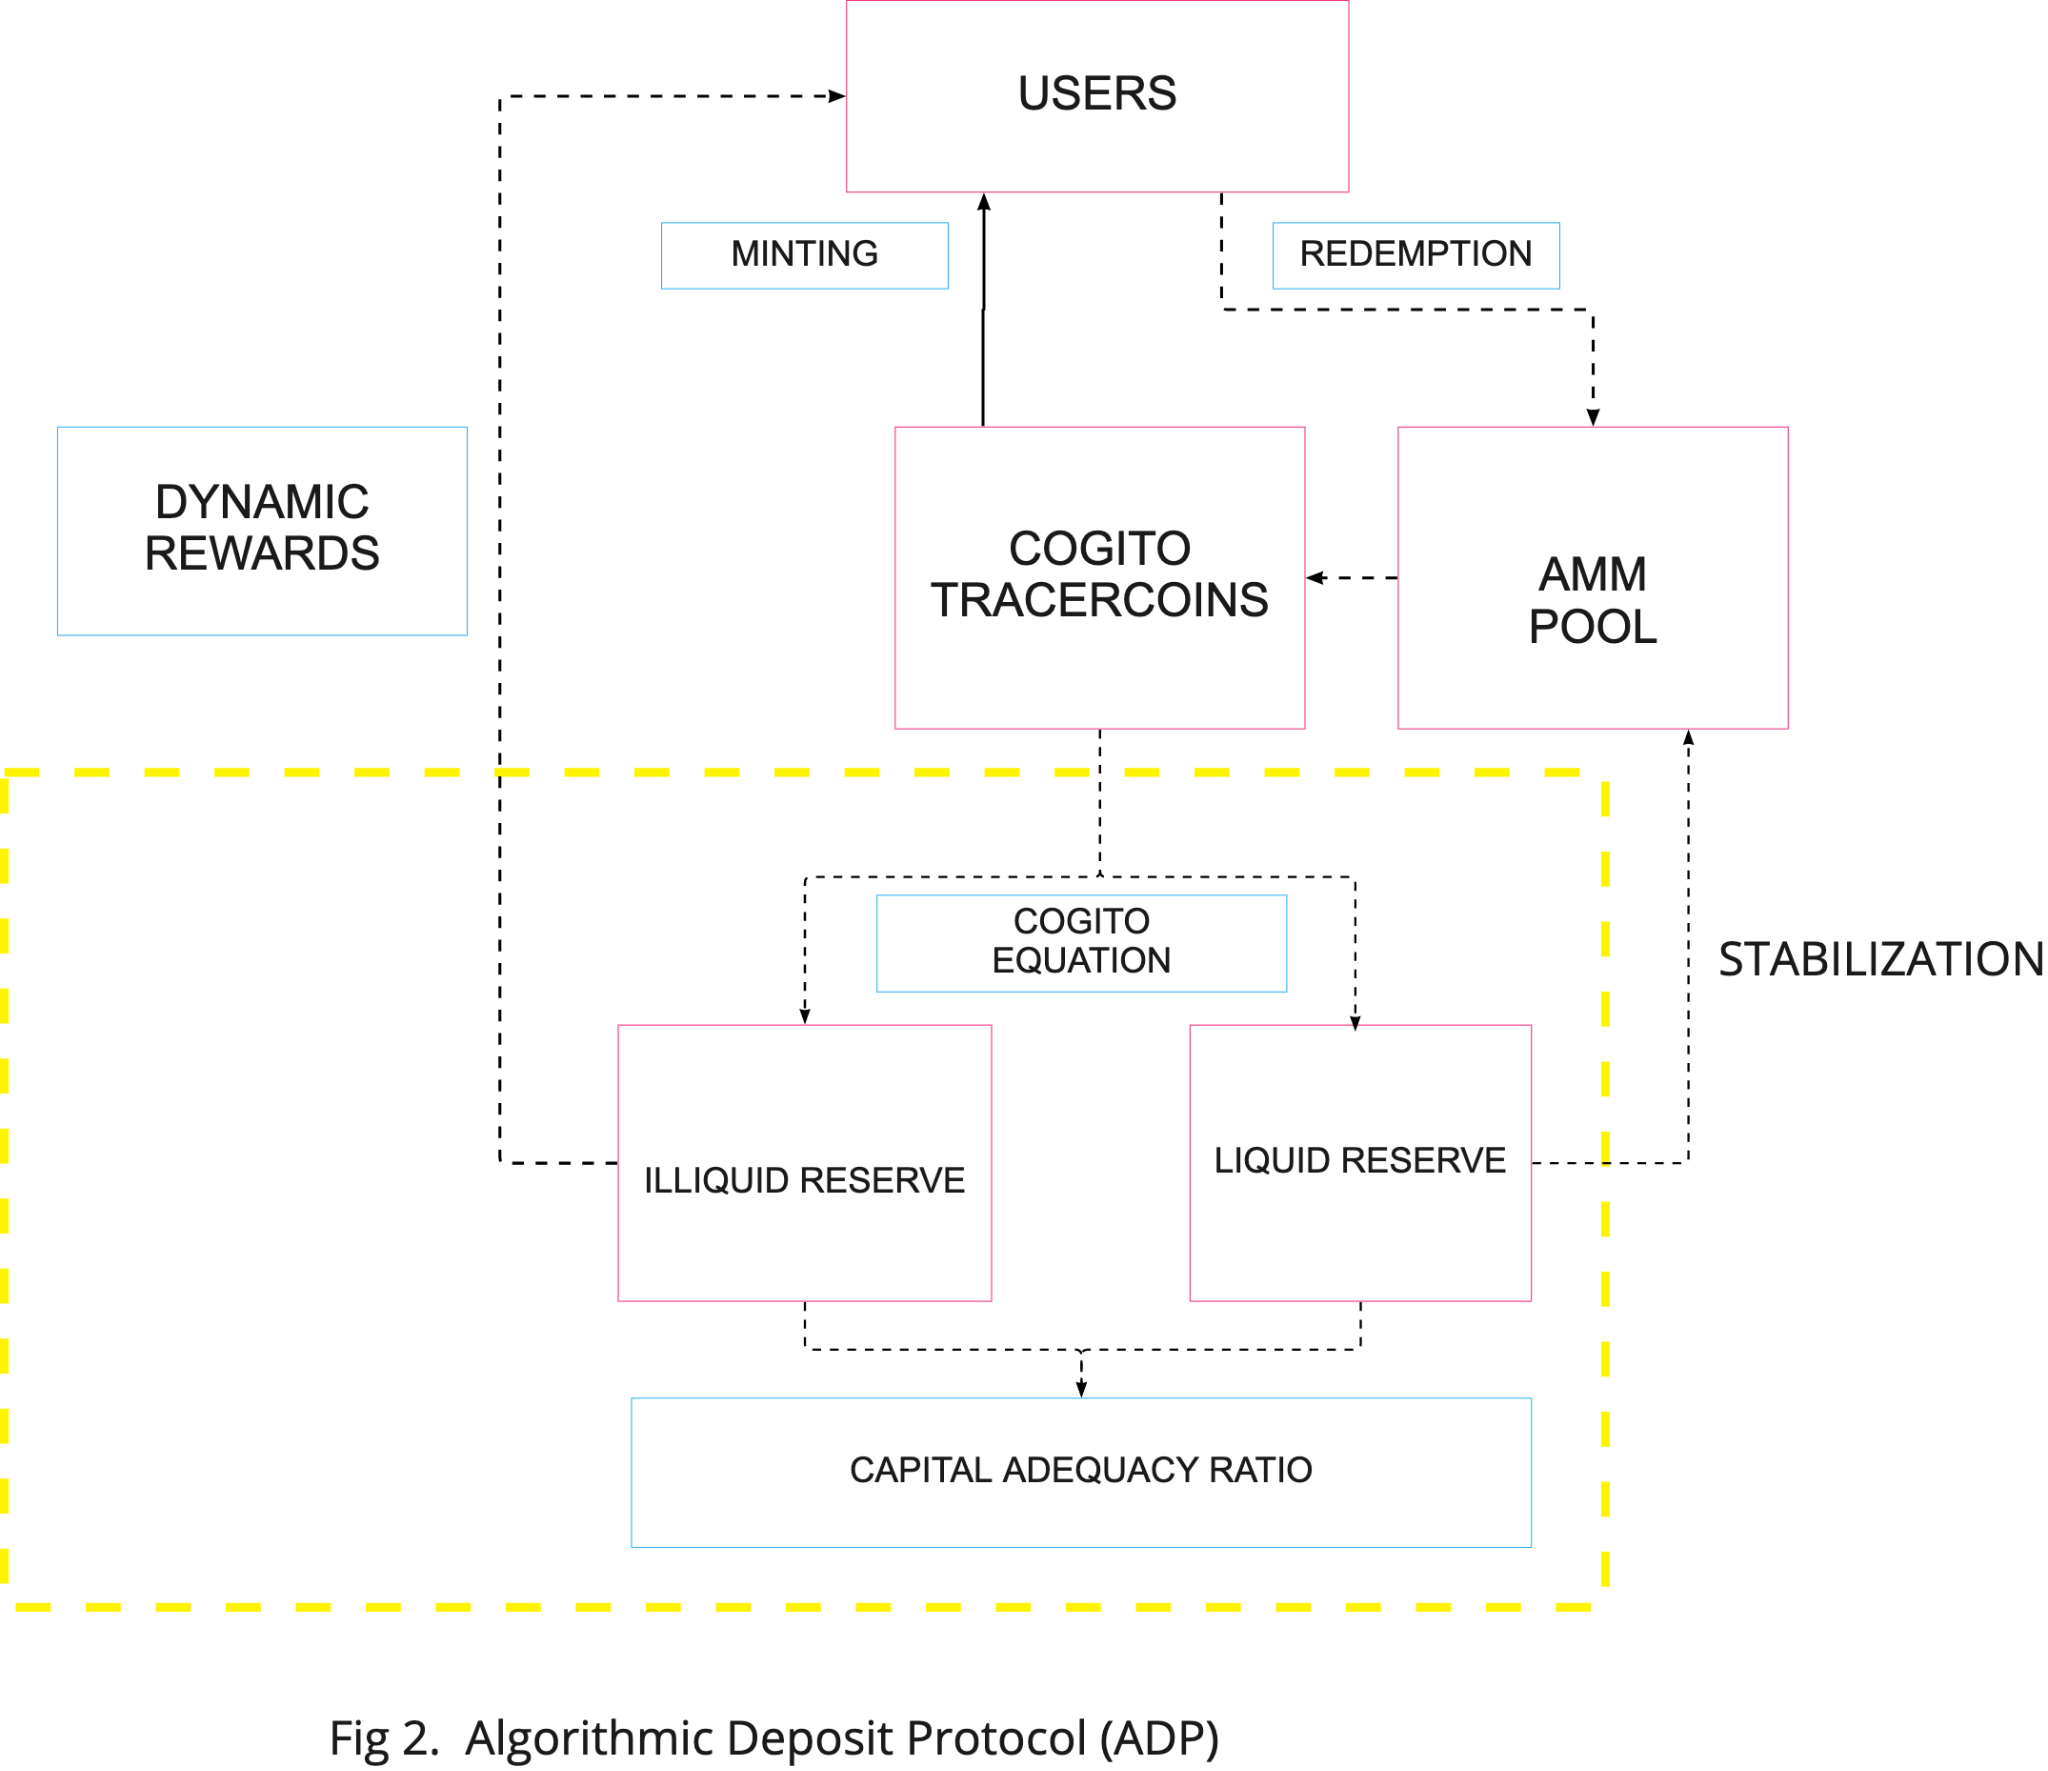 USERS
MINTING
REDEMPTION
DYNAMIC
REWARDS
COGITO
TRACERCOINS
AMM
POOL
COGITO
EQUATION
STABILIZATION
ILLIQUID RESERVE
LIQUID RESERVE
CAPITAL ADEQUACY RATIO
Fig 2. Algorithmic Deposit Protocol (ADP)